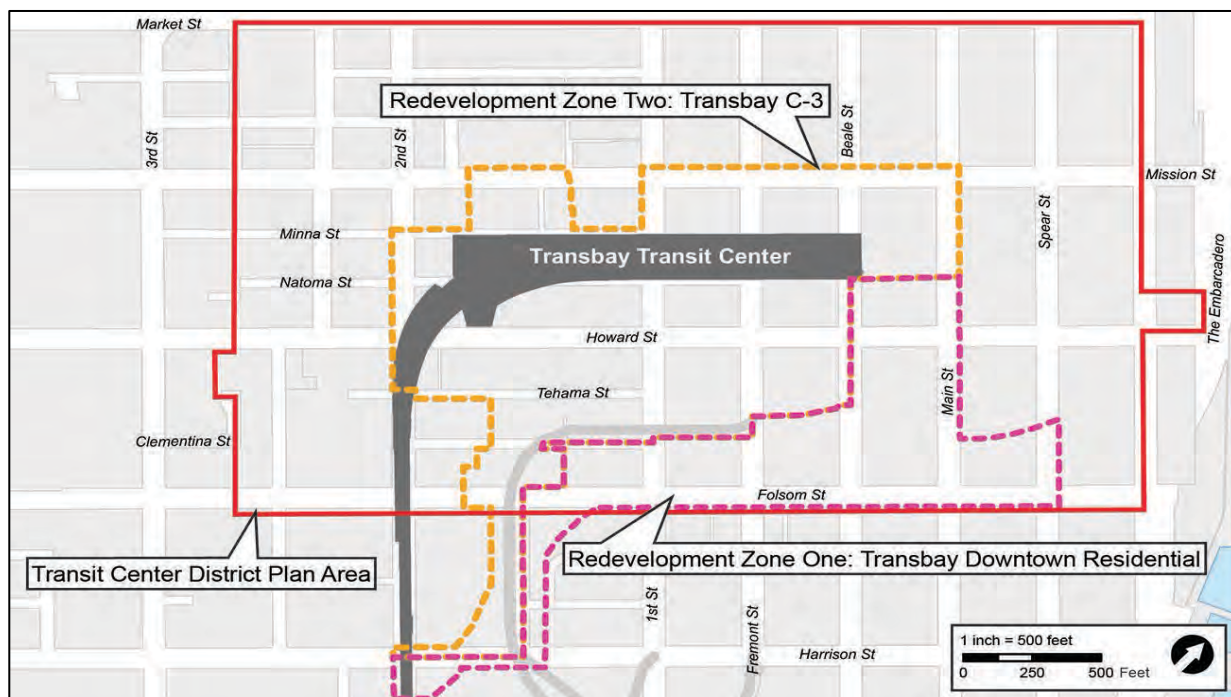 Market St
Redevelopment Zone Two: Transbay C-3
3rd St
2nd St
Beale St
Mission St
Spear St
Minna St
Transbay Transit Center
Natoma St
The Embarcadero
Howard St
Tehama St
Main St
Clementina St
Folsom St
Transit Center District Plan Area
Redevelopment Zone One: Transbay Downtown Residential
1st St
Fremont St
Harrison St
1 inch = 500 feet
0 250 500 Feet